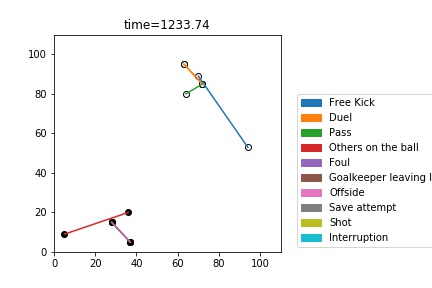 time=1233.74
100
80
60
40
20
0
0 20 40 60 80 100
Free Kick
Duel
Pass
Others on the ball
Foul
Goalkeeper leaving l
Offside
Save attempt
Shot
Interruption